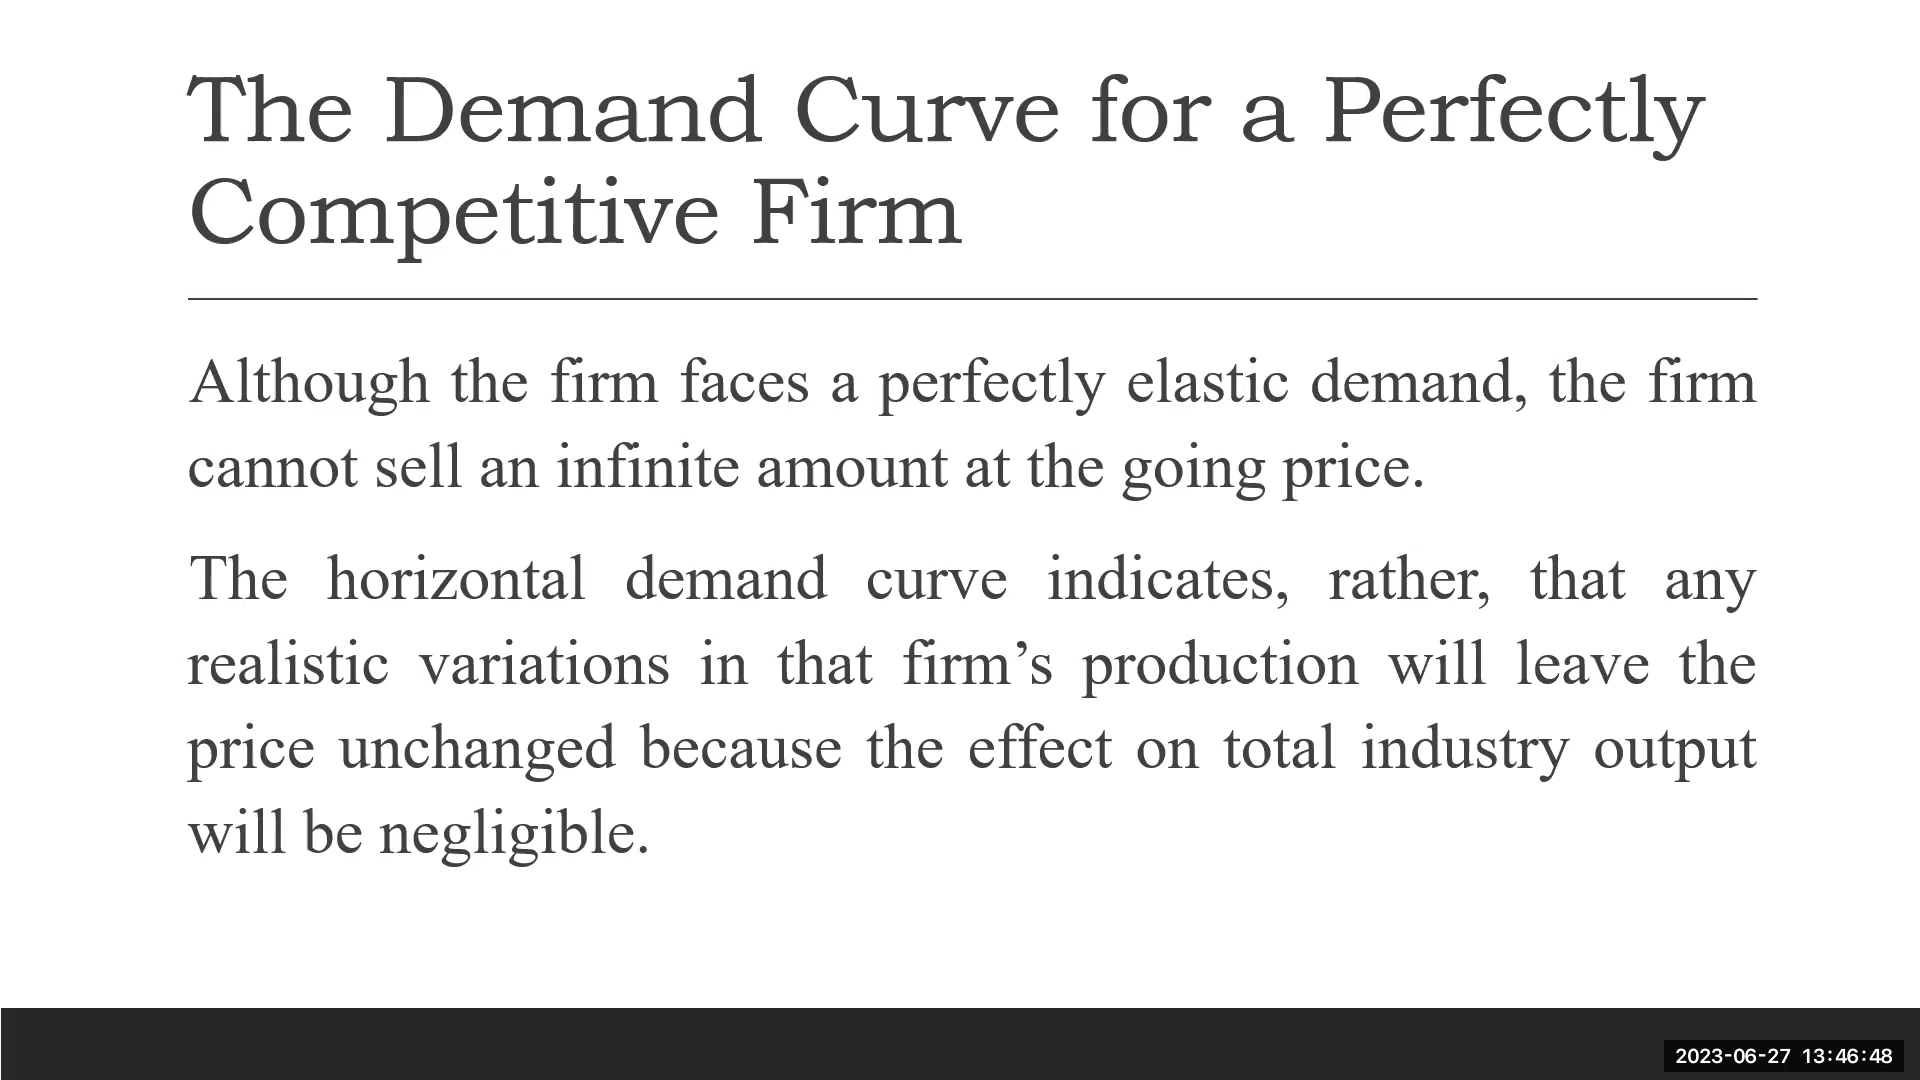 The Demand Curve for a Perfectly
Competitive Firm
Although the firm faces a perfectly elastic demand, the firm
cannot sell an infinite amount at the going price.
The horizontal demand curve indicates, rather, that any
realistic variations in that firm’s production will leave the
price unchanged because the effect on total industry output
will be negligible.
2023-06-27 13:46:48